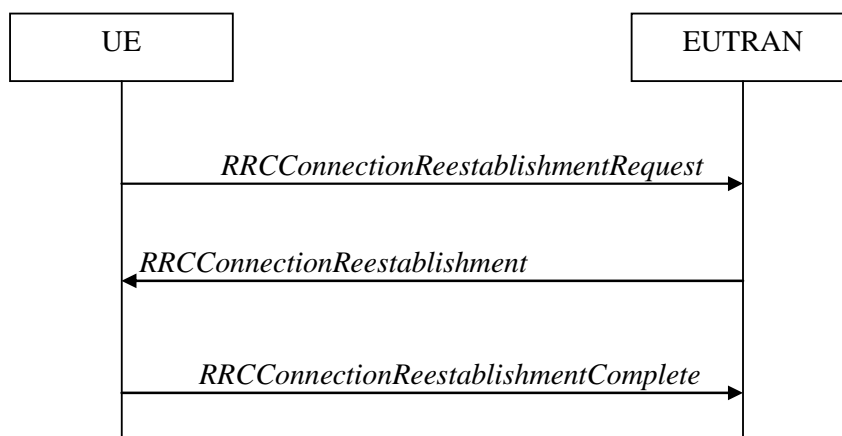 UE
EUTRAN
RRCConnectionReestablishmentRequest
RRCConnectionReestablishment
RRCConnectionReestablishmentComplete